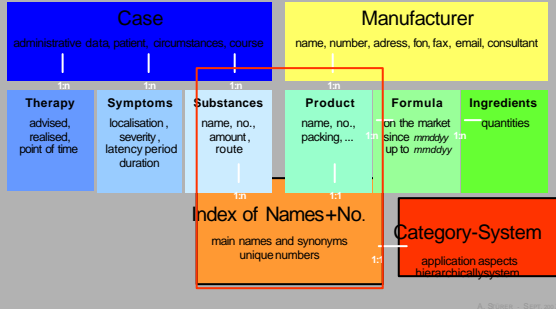 Case
administrative data, patient, circumstances, course
Manufacturer
name, number, adress, fon, fax, email, consultant
1:n
1:n
1:n
1:n
Therapy
advised,
realised,
point of time
Symptoms
localisation,
severity,
latency period
duration
Substances
name, no.,
amount,
route
Product
name, no.,
packing, ...
1:n
Formula
on the market
since mmddyy
up to mmddyy
1:n
Ingredients
quantities
1:n
1:1
Index of Names+No.
main names and synonyms
unique numbers
1:1
Category-System
application aspects
hierarchicallysystem